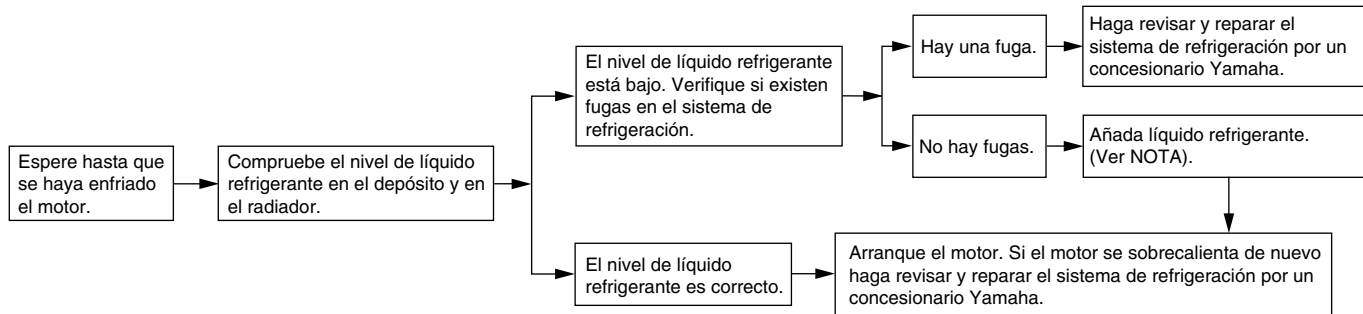 Espere hasta que
se haya enfriado
el motor.
Compruebe el nivel de líquido
refrigerante en el depósito y en
el radiador.
El nivel de líquido refrigerante
está bajo. Verifique si existen
fugas en el sistema de
refrigeración.
Hay una fuga.
Haga revisar y reparar el
sistema de refrigeración por un
concesionario Yamaha.
No hay fugas.
Añada líquido refrigerante.
(Ver NOTA).
El nivel de líquido
refrigerante es correcto.
Arranque el motor. Si el motor se sobrecalienta de nuevo
haga revisar y reparar el sistema de refrigeración por un
concesionario Yamaha.